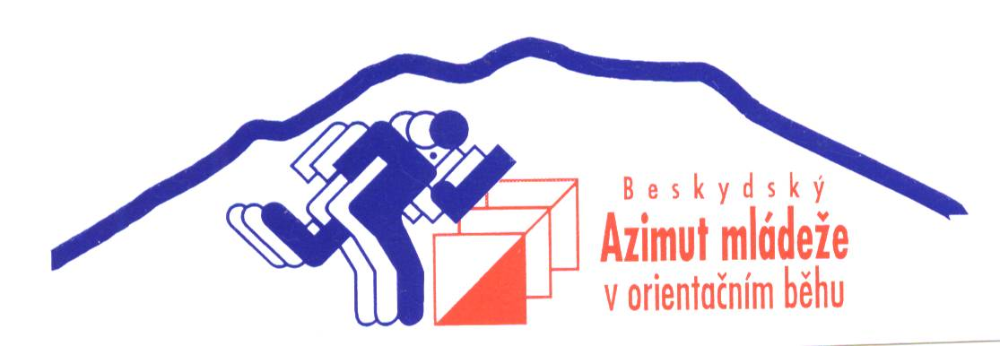 Beskydský
Azimut mládeže
v orientačním běhu